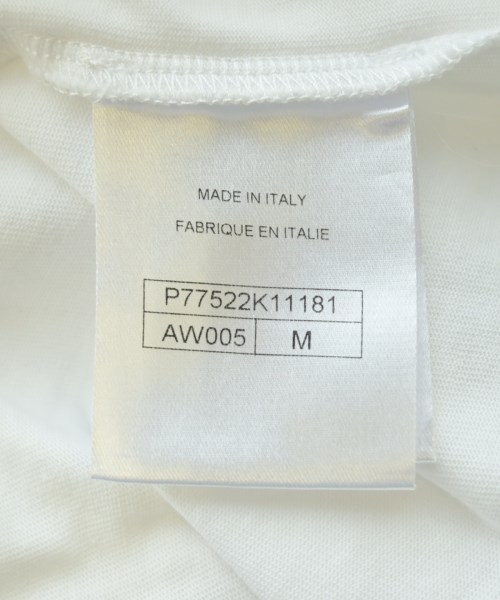 MADE IN ITALY
FABRIQUE EN ITALIE
P77522K11181
AW005 M